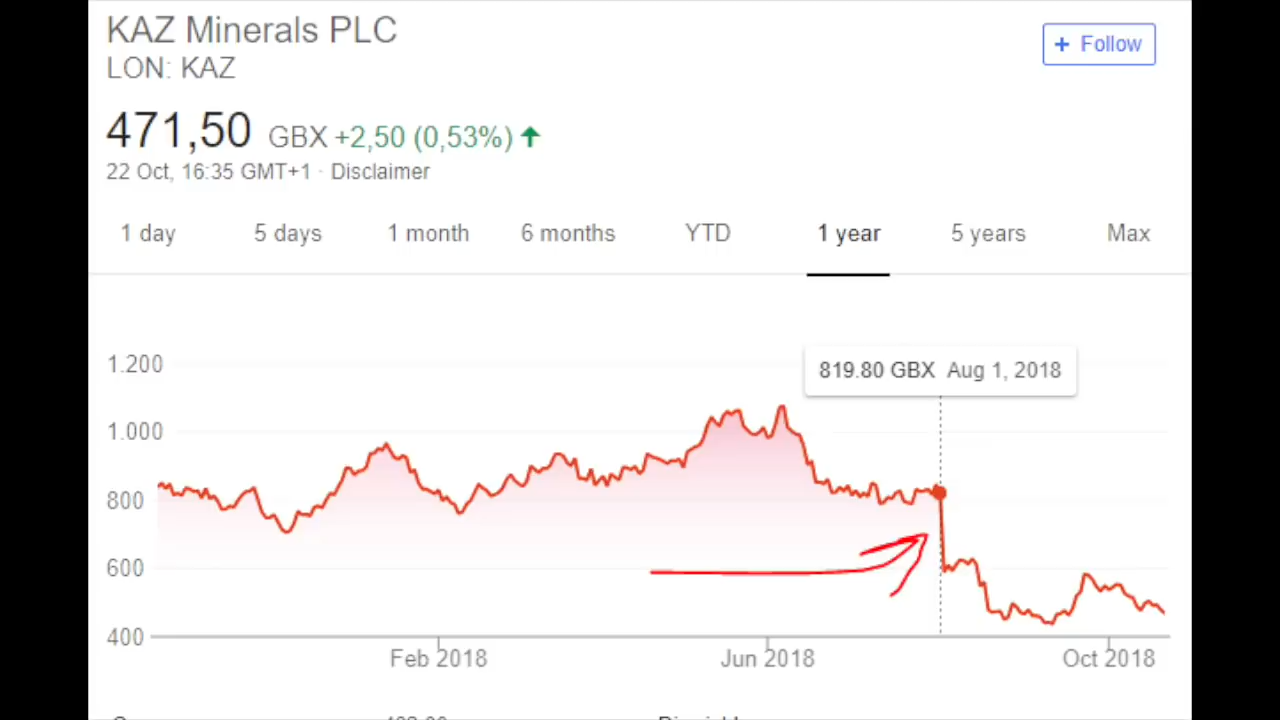 KAZ Minerals PLC
LON: KAZ
+ Follow
471,50 GBX +2,50 (0,53%)
22 Oct, 16:35 GMT+1 · Disclaimer
1 day 5 days 1 month 6 months YTD 1 year 5 years Max
819.80 GBX Aug 1, 2018
1.200
1.000
800
600
400
Feb 2018 Jun 2018 Oct 2018